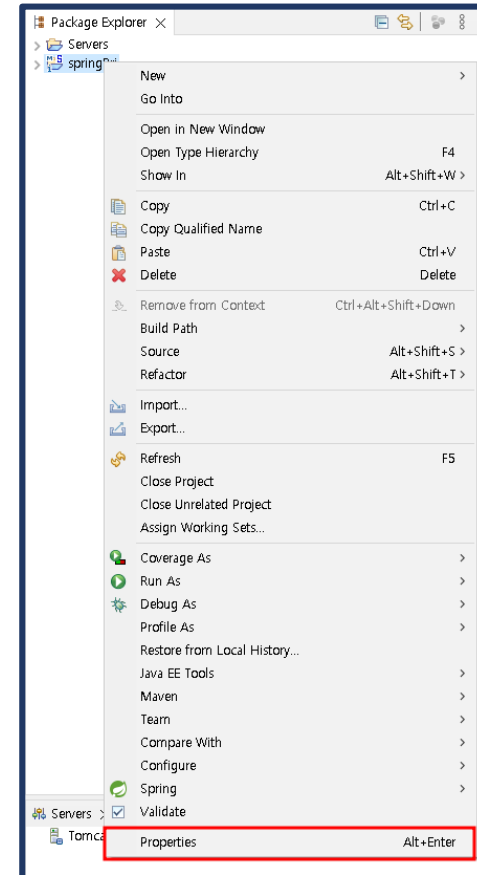 Package Explorer
Servers
spring
New
Go Into
Open in New Window
Open Type Hierarchy F4
Show In Alt+Shift+W >
Copy Ctrl+C
Copy Qualified Name
Paste Ctrl+V
Delete Delete
Remove from Context Ctrl+Alt+Shift+Down
Build Path >
Source Alt+Shift+S >
Refactor Alt+Shift+T >
Import...
Export...
Refresh F5
Close Project
Close Unrelated Project
Assign Working Sets...
Coverage As >
Run As >
Debug As >
Profile As >
Restore from Local History...
Java EE Tools >
Maven >
Team >
Compare With >
Configure >
Spring >
Servers
Validate
Tomca
Properties Alt+Enter